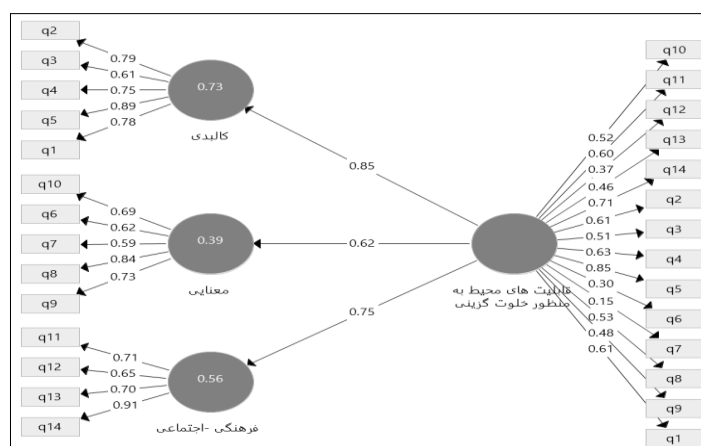 q2
q3
q4
q5
q1
0.79
0.61
0.75
0.89
0.78
0.73
کالبدی
q10
q6
q7
q8
q9
0.69
0.62
0.59
0.84
0.73
0.39
معنایی
q11
q12
q13
q14
0.71
0.65
0.70
0.91
0.56
فرهنگی -اجتماعی
0.85
0.62
0.75
قابلیت های محیط به
منظور خلوت گزینی
0.52
0.60
0.37
0.46
0.71
0.61
0.51
0.63
0.85
0.30
0.15
0.53
0.48
0.61
q10
q11
q12
q13
q14
q2
q3
q4
q5
q6
q7
q8
q9
q1